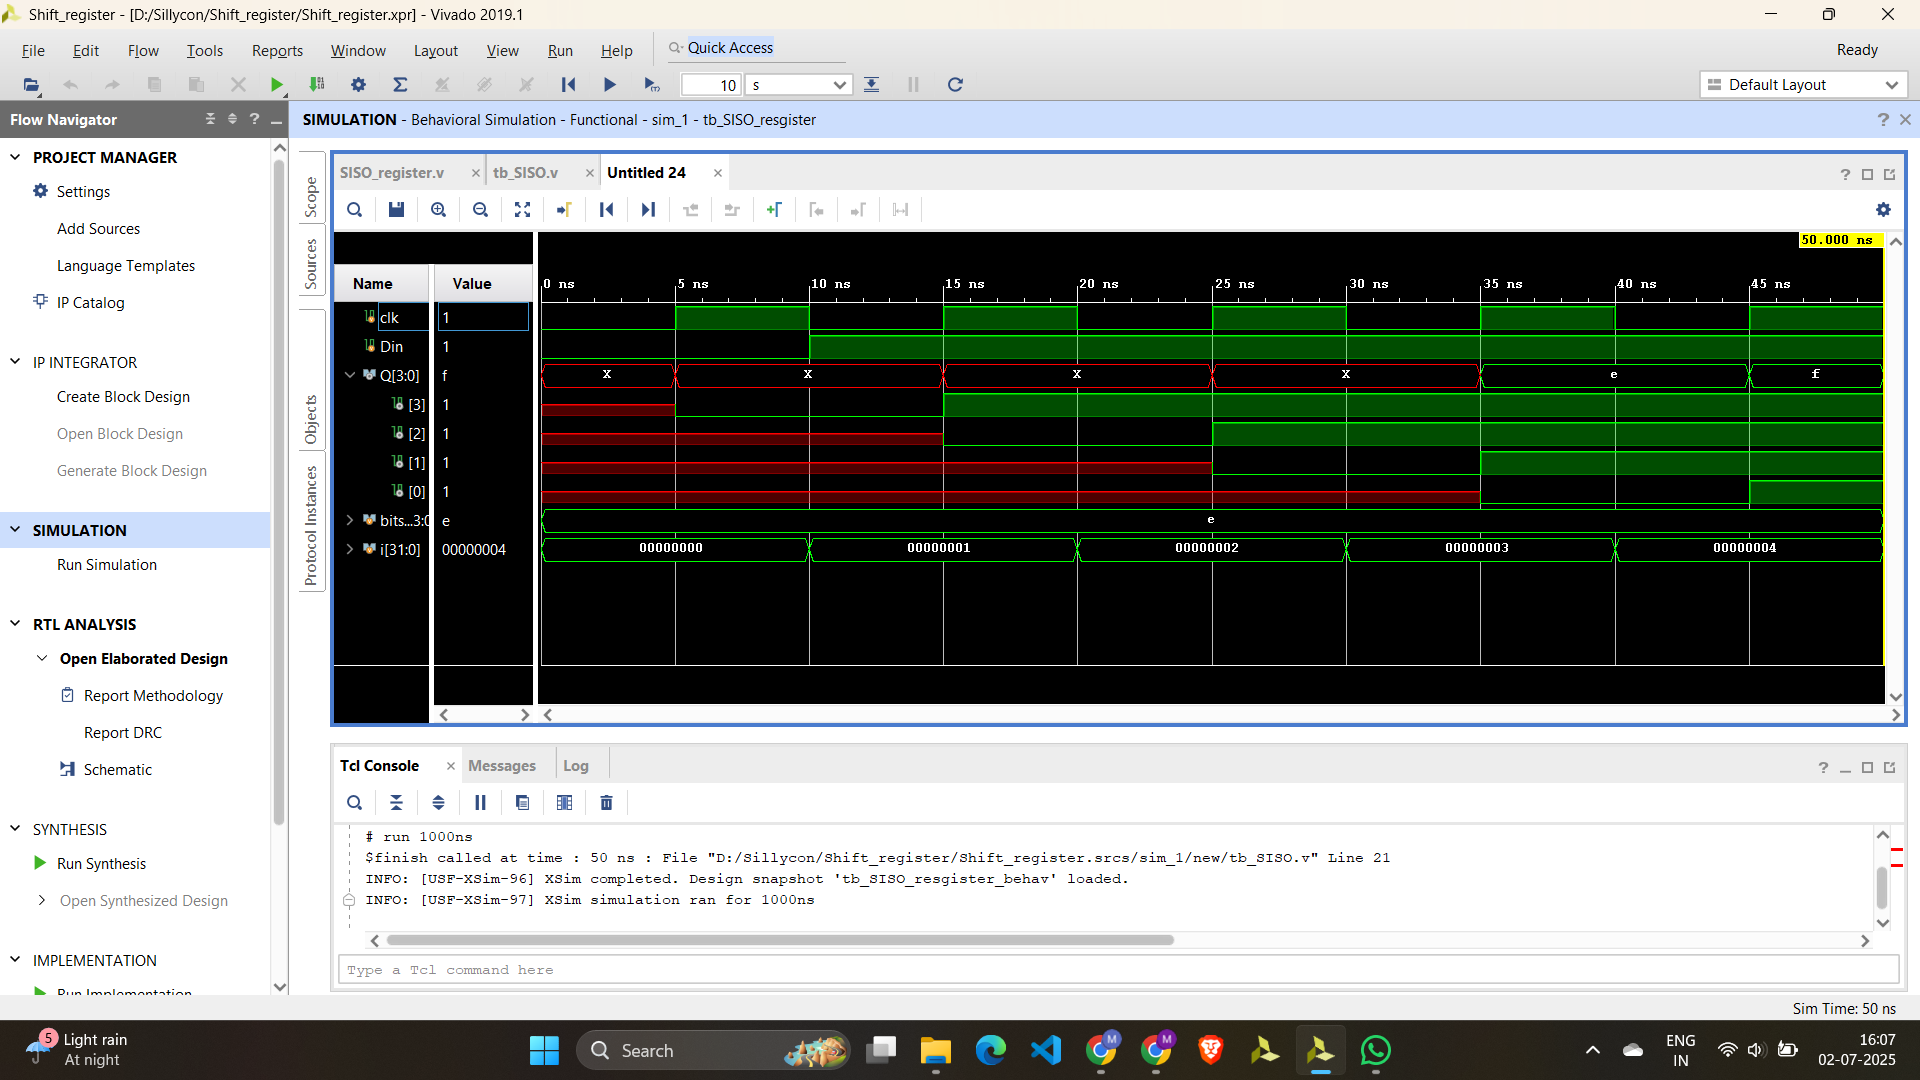 Shift_register - [D:/Sillycon/Shift_register/Shift_register.xpr] - Vivado 2019.1
File Edit Flow Tools Reports Window Layout View Run Help Quick Access Ready
10 s Default Layout
Flow Navigator ?
SIMULATION - Behavioral Simulation - Functional - sim_1 - tb_SISO_resgister ?
PROJECT MANAGER
Settings
Add Sources
Language Templates
IP Catalog
IP INTEGRATOR
Create Block Design
Open Block Design
Generate Block Design
SIMULATION
Run Simulation
RTL ANALYSIS
Open Elaborated Design
Report Methodology
Report DRC
Schematic
SYNTHESIS
Run Synthesis
Open Synthesized Design
IMPLEMENTATION
Run Implementation
Scope
Sources
Objects
Protocol Instances
SISO_register.v tb_SISO.v Untitled 24 ?
50.000 ns
Name Value 0 ns 5 ns 10 ns 15 ns 20 ns 25 ns 30 ns 35 ns 40 ns 45 ns
clk 1
Din 1
Q[3:0] f X X X X e f
[3] 1
[2] 1
[1] 1
[0] 1
bits...3:0 e e
i[31:0] 00000004 00000000 00000001 00000002 00000003 00000004
Tcl Console Messages Log ?
# run 1000ns
$finish called at time : 50 ns : File "D:/Sillycon/Shift_register/Shift_register.srcs/sim_1/new/tb_SISO.v" Line 21
INFO: [USF-XSim-96] XSim completed. Design snapshot 'tb_SISO_resgister_behav' loaded.
INFO: [USF-XSim-97] XSim simulation ran for 1000ns
Type a Tcl command here
Sim Time: 50 ns
5 Light rain
At night
Search
M M
ENG
IN
16:07
02-07-2025